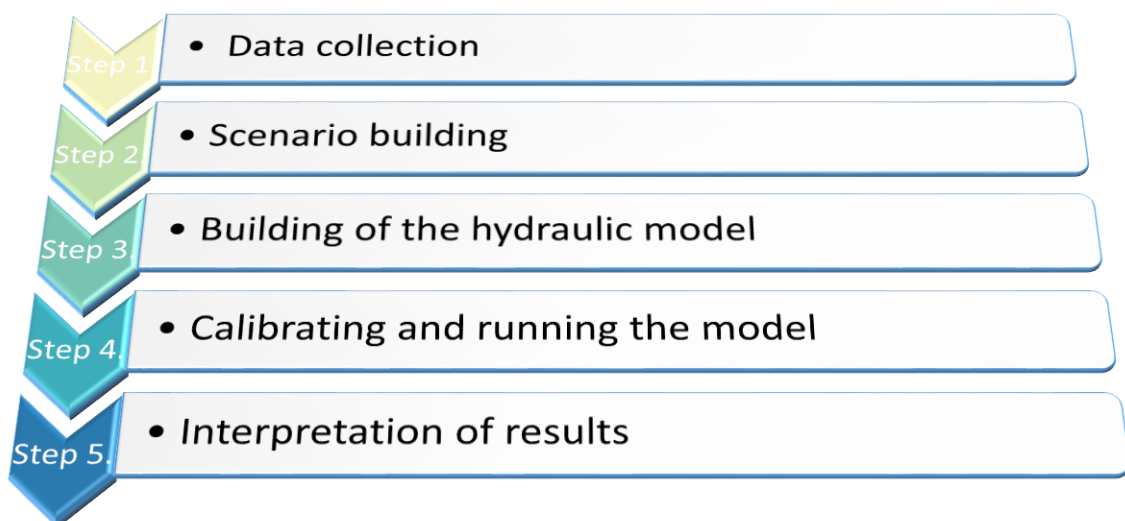 Step 1. • Data collection
Step 2. • Scenario building
Step 3. • Building of the hydraulic model
Step 4. • Calibrating and running the model
Step 5. • Interpretation of results